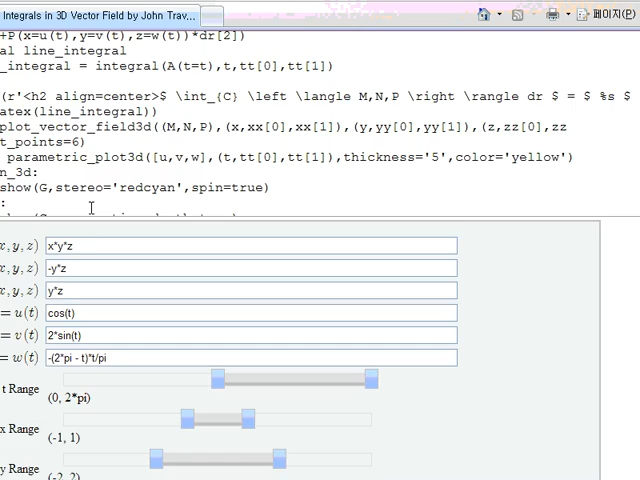 Integrals in 3D Vector Field by John Trav...
페이지(P)
+P(x=u(t),y=v(t),z=w(t))*dr[2])
al line_integral
_integral = integral(A(t=t),t,tt[0],tt[1])
(r'<h2 align=center>$ \int_{C} \left \langle M,N,P \right \rangle dr $ = $ %s $
atex(line_integral))
plot_vector_field3d((M,N,P),(x,xx[0],xx[1]),(y,yy[0],yy[1]),(z,zz[0],zz
t_points=6)
parametric_plot3d([u,v,w],(t,tt[0],tt[1]),thickness='5',color='yellow')
n_3d:
show(G,stereo='redcyan',spin=true)
:
x, y, z) = x*y*z
x, y, z) = -y*z
x, y, z) = y*z
= u(t) cos(t)
= v(t) 2*sin(t)
= w(t) -(2*pi - t)*t/pi
t Range
(0, 2*pi)
x Range
(-1, 1)
y Range
(-2, 2)